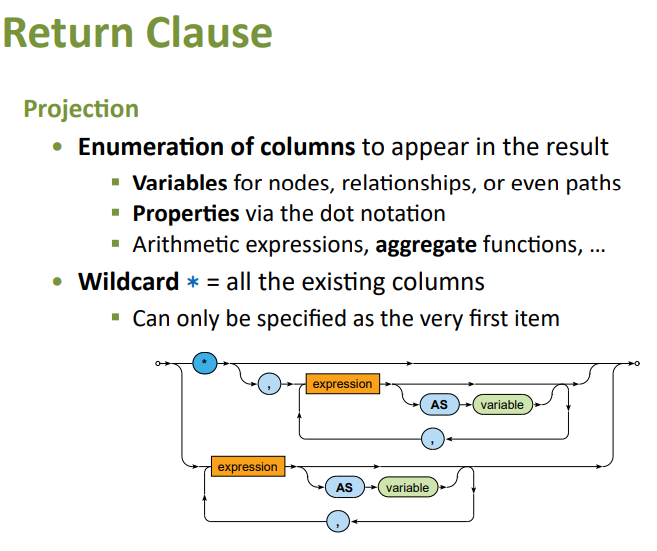 Return Clause
Projection
• Enumeration of columns to appear in the result
▪ Variables for nodes, relationships, or even paths
▪ Properties via the dot notation
▪ Arithmetic expressions, aggregate functions, …
• Wildcard * = all the existing columns
▪ Can only be specified as the very first item
*
, expression
AS variable
,
expression
AS variable
,